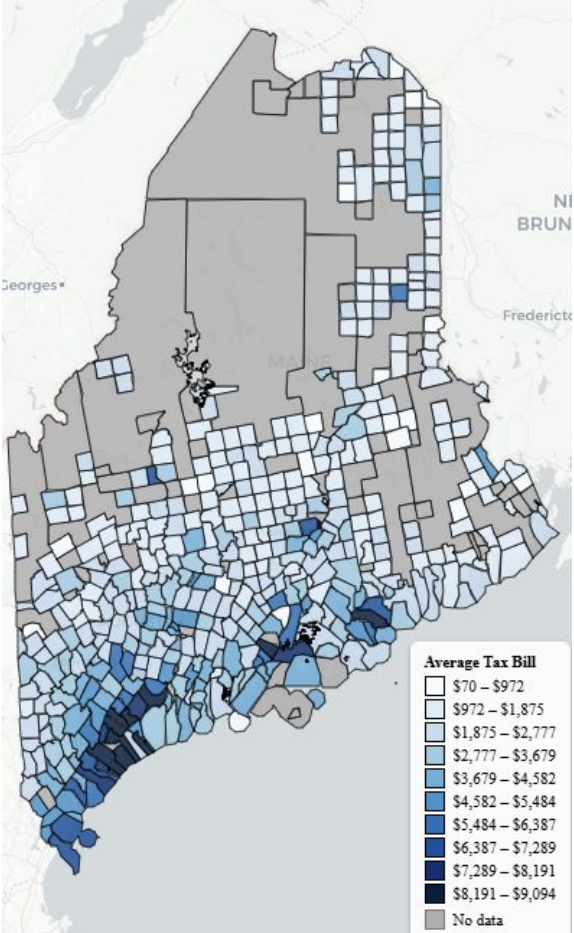 NE
BRUN
Georges
Fredericto
MAINE
Average Tax Bill
$70 – $972
$972 – $1,875
$1,875 – $2,777
$2,777 – $3,679
$3,679 – $4,582
$4,582 – $5,484
$5,484 – $6,387
$6,387 – $7,289
$7,289 – $8,191
$8,191 – $9,094
No data